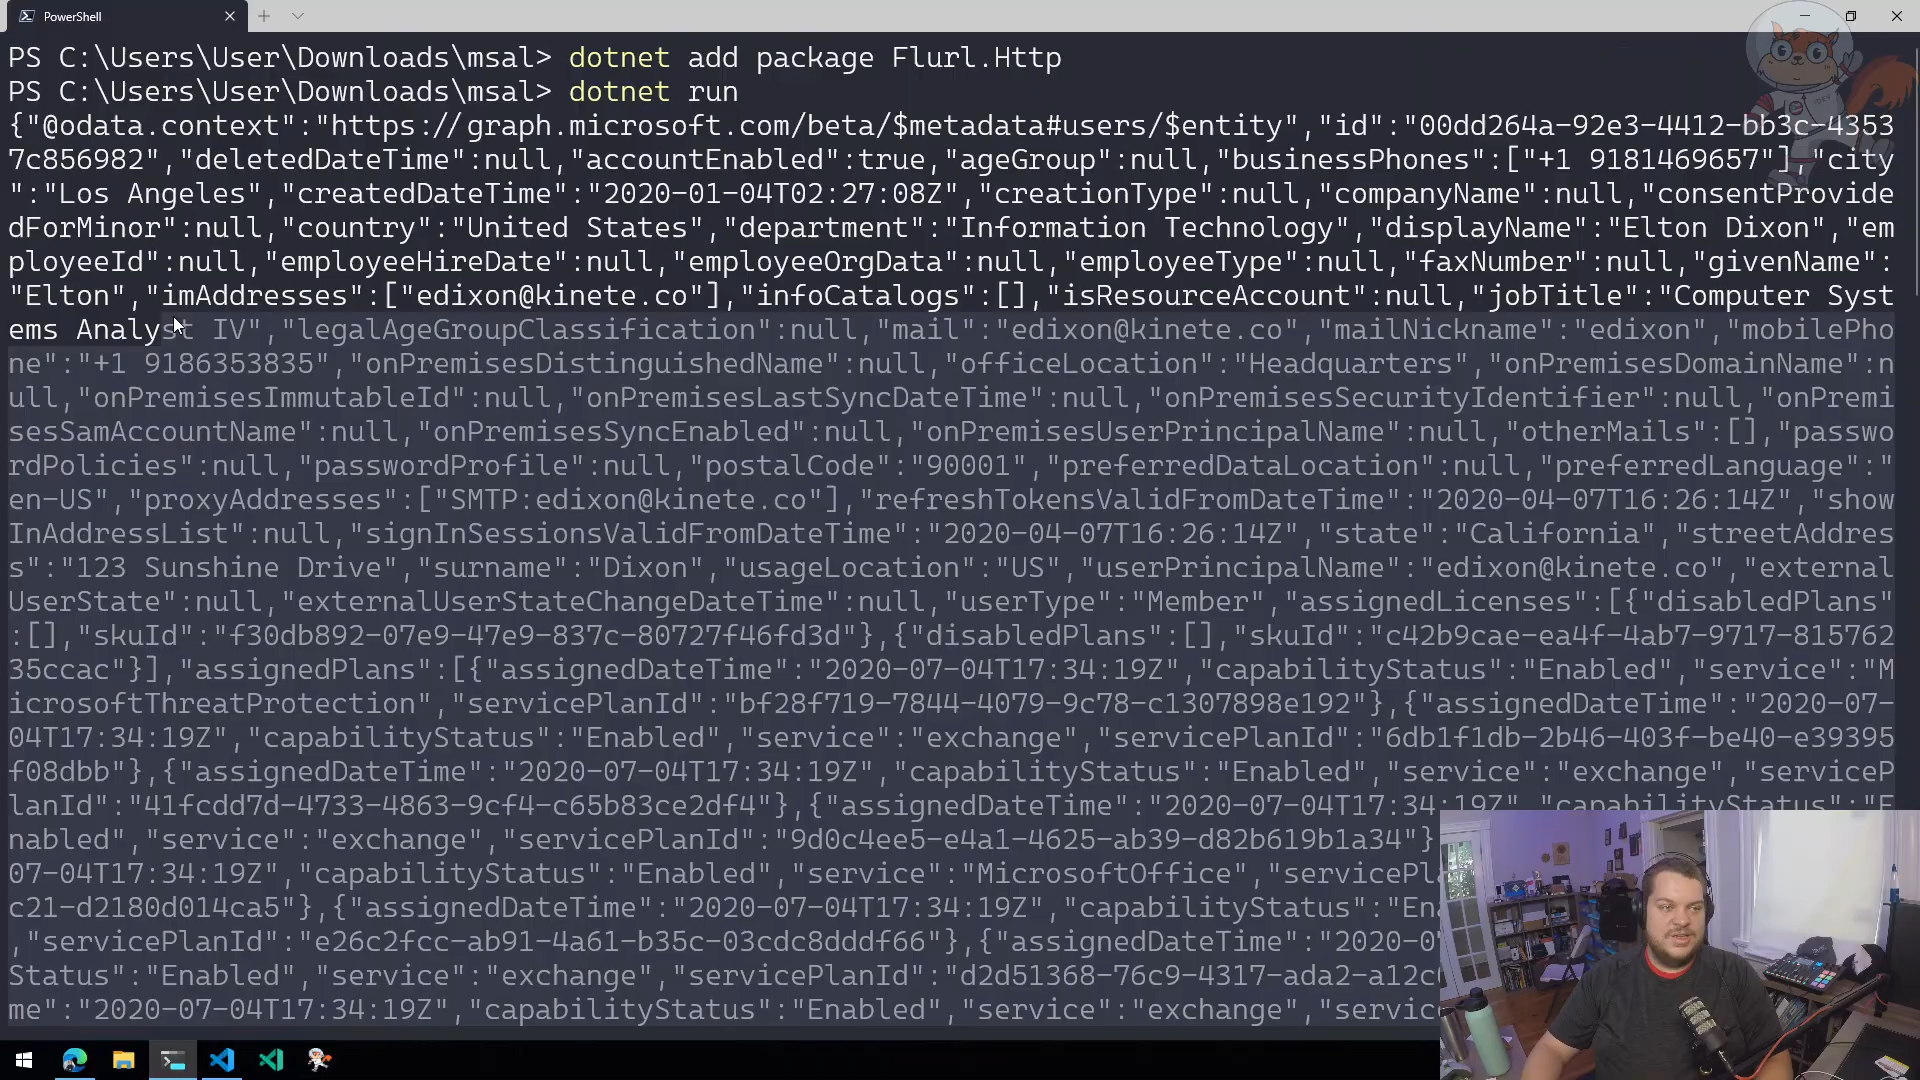 PowerShell
PS C:\Users\User\Downloads\msal> dotnet add package Flurl.Http
PS C:\Users\User\Downloads\msal> dotnet run
{"@odata.context":"https://graph.microsoft.com/beta/$metadata#users/$entity","id":"00dd264a-92e3-4412-bb3c-4353
7c856982","deletedDateTime":null,"accountEnabled":true,"ageGroup":null,"businessPhones":["+1 9181469657"],"city
":"Los Angeles","createdDateTime":"2020-01-04T02:27:08Z","creationType":null,"companyName":null,"consentProvide
dForMinor":null,"country":"United States","department":"Information Technology","displayName":"Elton Dixon","em
ployeeId":null,"employeeHireDate":null,"employeeOrgData":null,"employeeType":null,"faxNumber":null,"givenName":
"Elton","imAddresses":["edixon@kinete.co"],"infoCatalogs":[],"isResourceAccount":null,"jobTitle":"Computer Syst
ems Analyst IV","legalAgeGroupClassification":null,"mail":"edixon@kinete.co","mailNickname":"edixon","mobilePho
ne":"+1 9186353835","onPremisesDistinguishedName":null,"officeLocation":"Headquarters","onPremisesDomainName":n
ull,"onPremisesImmutableId":null,"onPremisesLastSyncDateTime":null,"onPremisesSecurityIdentifier":null,"onPremi
sesSamAccountName":null,"onPremisesSyncEnabled":null,"onPremisesUserPrincipalName":null,"otherMails":[],"passwo
rdPolicies":null,"passwordProfile":null,"postalCode":"90001","preferredDataLocation":null,"preferredLanguage":"
en-US","proxyAddresses":["SMTP:edixon@kinete.co"],"refreshTokensValidFromDateTime":"2020-04-07T16:26:14Z","show
InAddressList":null,"signInSessionsValidFromDateTime":"2020-04-07T16:26:14Z","state":"California","streetAddres
s":"123 Sunshine Drive","surname":"Dixon","usageLocation":"US","userPrincipalName":"edixon@kinete.co","external
UserState":null,"externalUserStateChangeDateTime":null,"userType":"Member","assignedLicenses":[{"disabledPlans"
:[],"skuId":"f30db892-07e9-47e9-837c-80727f46fd3d"},{"disabledPlans":[],"skuId":"c42b9cae-ea4f-4ab7-9717-815762
35ccac"}],"assignedPlans":[{"assignedDateTime":"2020-07-04T17:34:19Z","capabilityStatus":"Enabled","service":"M
icrosoftThreatProtection","servicePlanId":"bf28f719-7844-4079-9c78-c1307898e192"},{"assignedDateTime":"2020-07-
04T17:34:19Z","capabilityStatus":"Enabled","service":"exchange","servicePlanId":"6db1f1db-2b46-403f-be40-e39395
f08dbb"},{"assignedDateTime":"2020-07-04T17:34:19Z","capabilityStatus":"Enabled","service":"exchange","serviceP
lanId":"41fcdd7d-4733-4863-9cf4-c65b83ce2df4"},{"assignedDateTime":"2020-07-04T17:34:19Z","capabilityStatus":"E
nabled","service":"exchange","servicePlanId":"9d0c4ee5-e4a1-4625-ab39-d82b619b1a34"}
07-04T17:34:19Z","capabilityStatus":"Enabled","service":"MicrosoftOffice","servicePl
c21-d2180d014ca5"},{"assignedDateTime":"2020-07-04T17:34:19Z","capabilityStatus":"En
,"servicePlanId":"e26c2fcc-ab91-4a61-b35c-03cdc8dddf66"},{"assignedDateTime":"2020-0
Status":"Enabled","service":"exchange","servicePlanId":"d2d51368-76c9-4317-ada2-a12c
me":"2020-07-04T17:34:19Z","capabilityStatus":"Enabled","service":"exchange","servic